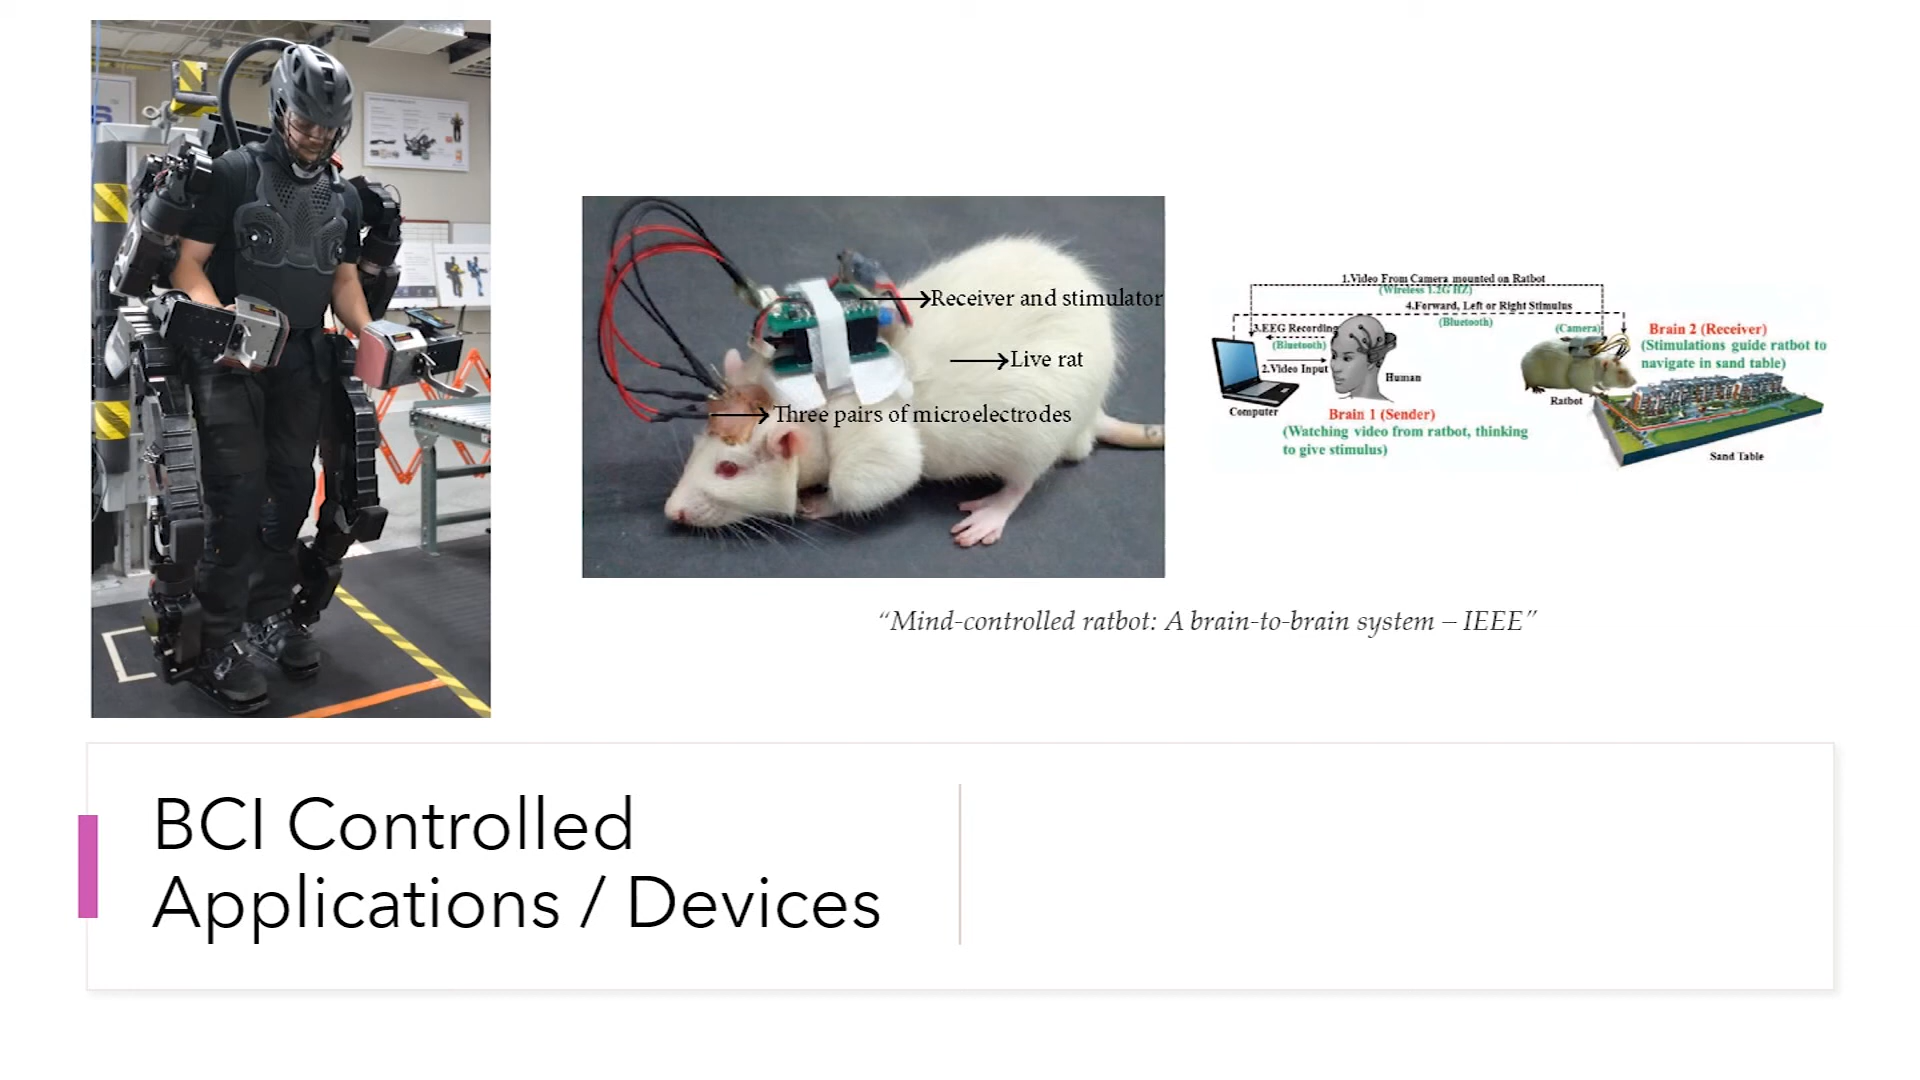 Receiver and stimulator
Live rat
Three pairs of microelectrodes
1.Video From Camera mounted on Ratbot
(Wireless 1.2GHZ)
4.Forward, Left or Right Stimulus
(Bluetooth)
3.EEG Recording
(Bluetooth)
2.Video Input
Computer
Human
Brain 1 (Sender)
(Watching video from ratbot, thinking
to give stimulus)
(Camera)
Ratbot
Brain 2 (Receiver)
(Stimulations guide ratbot to
navigate in sand table)
Sand Table
“Mind-controlled ratbot: A brain-to-brain system – IEEE”
BCI Controlled
Applications / Devices